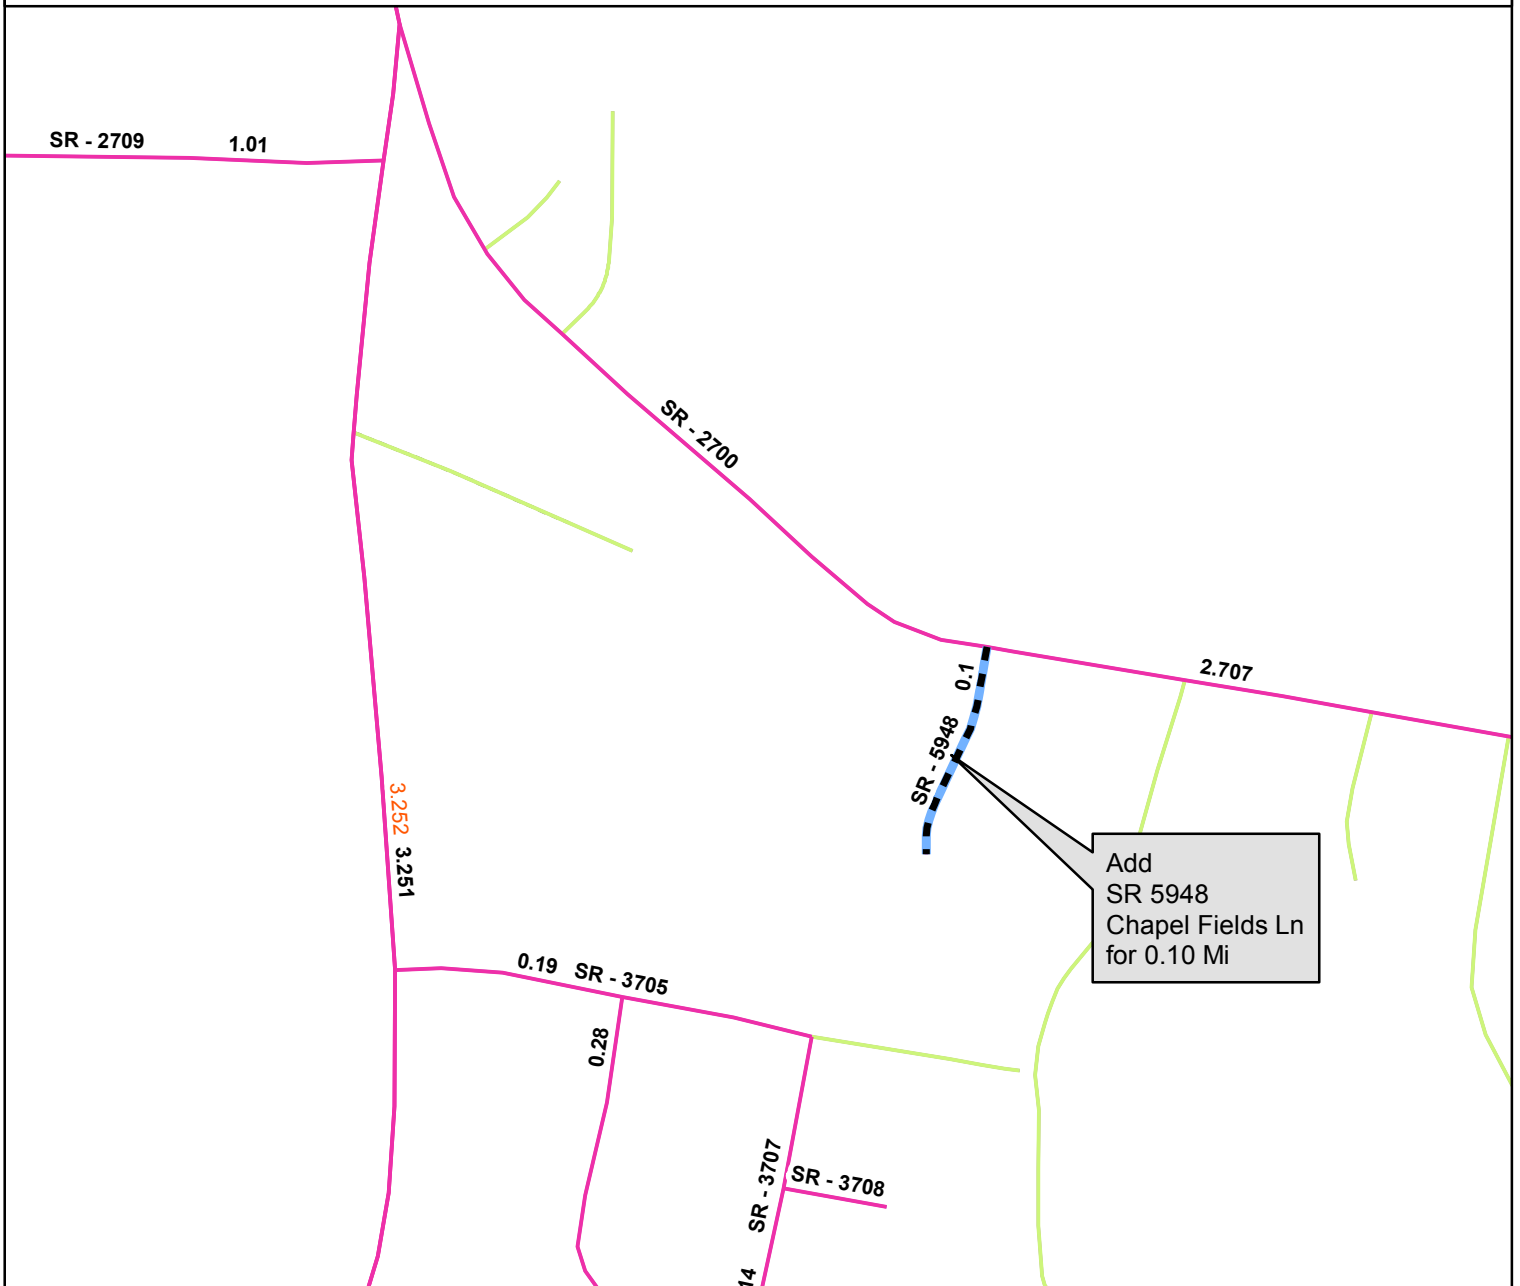 SR - 2709
1.01
SR - 2700
2.707
0.1
SR - 5948
Add
SR 5948
Chapel Fields Ln
for 0.10 Mi
3.252
3.251
0.19
SR - 3705
0.28
SR - 3707
SR - 3708
14